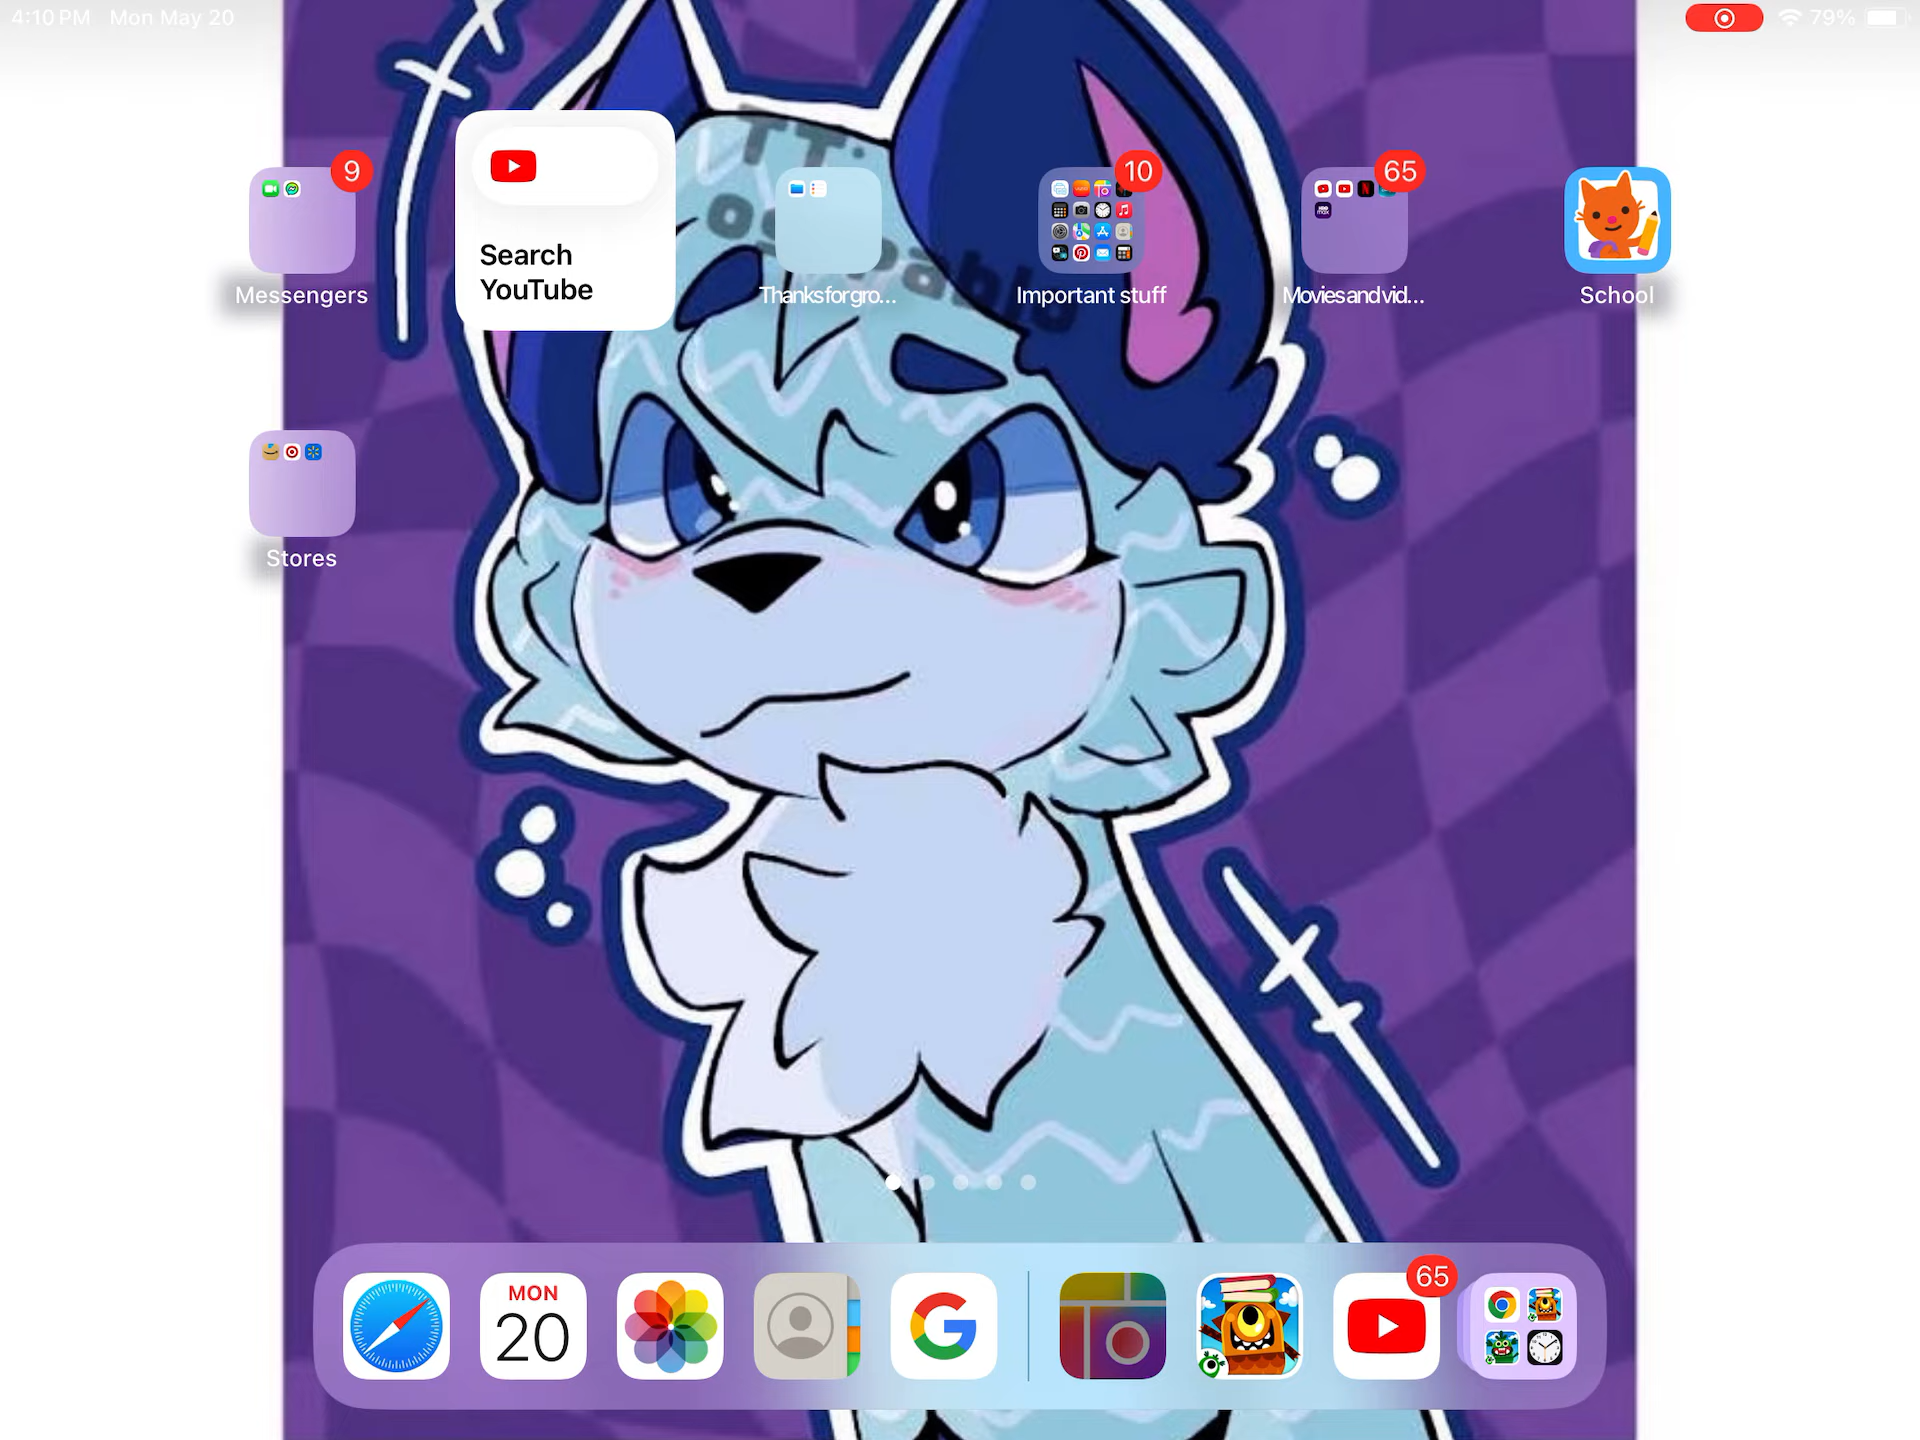 4:10 PM Mon May 20
79%
TT:
9
10
65
Search
YouTube
Messengers
Thanksforgro...
Important stuff
Moviesandvid...
School
Stores
MON
20
65